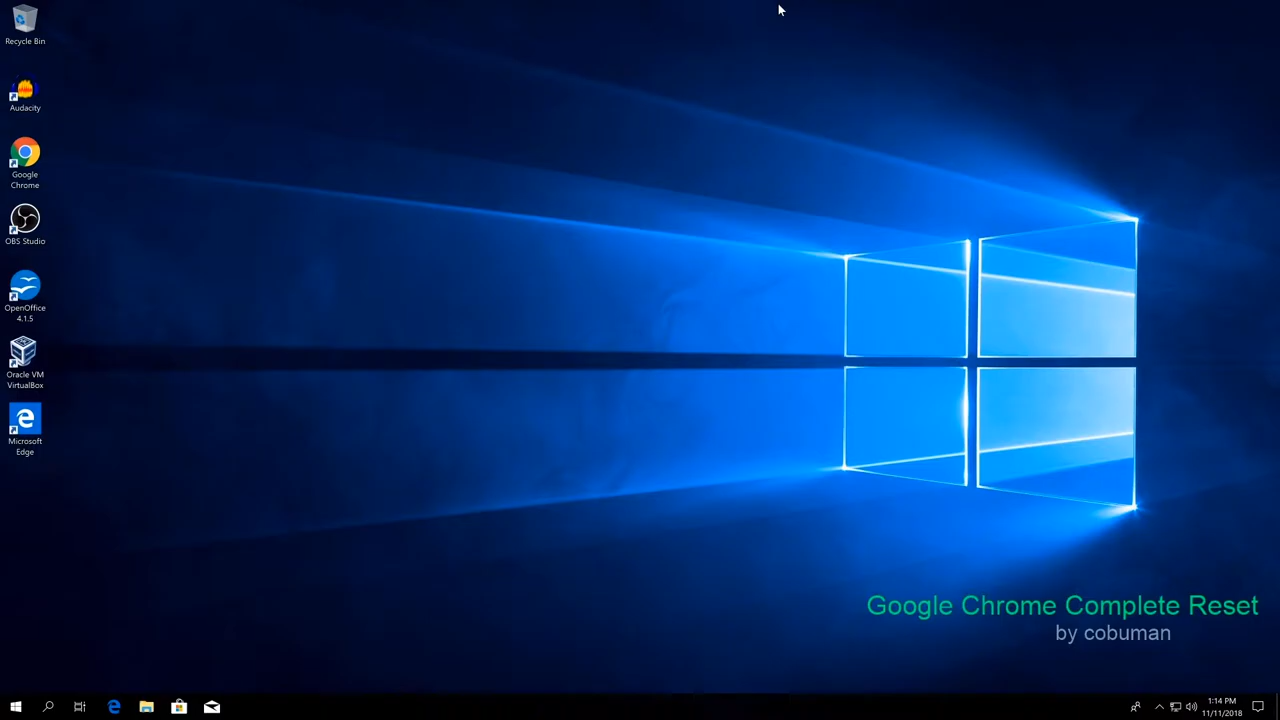 Recycle Bin
Audacity
Google
Chrome
OBS Studio
OpenOffice
4.1.5
Oracle VM
VirtualBox
Microsoft
Edge
Google Chrome Complete Reset
by cobuman
1:14 PM
11/11/2018